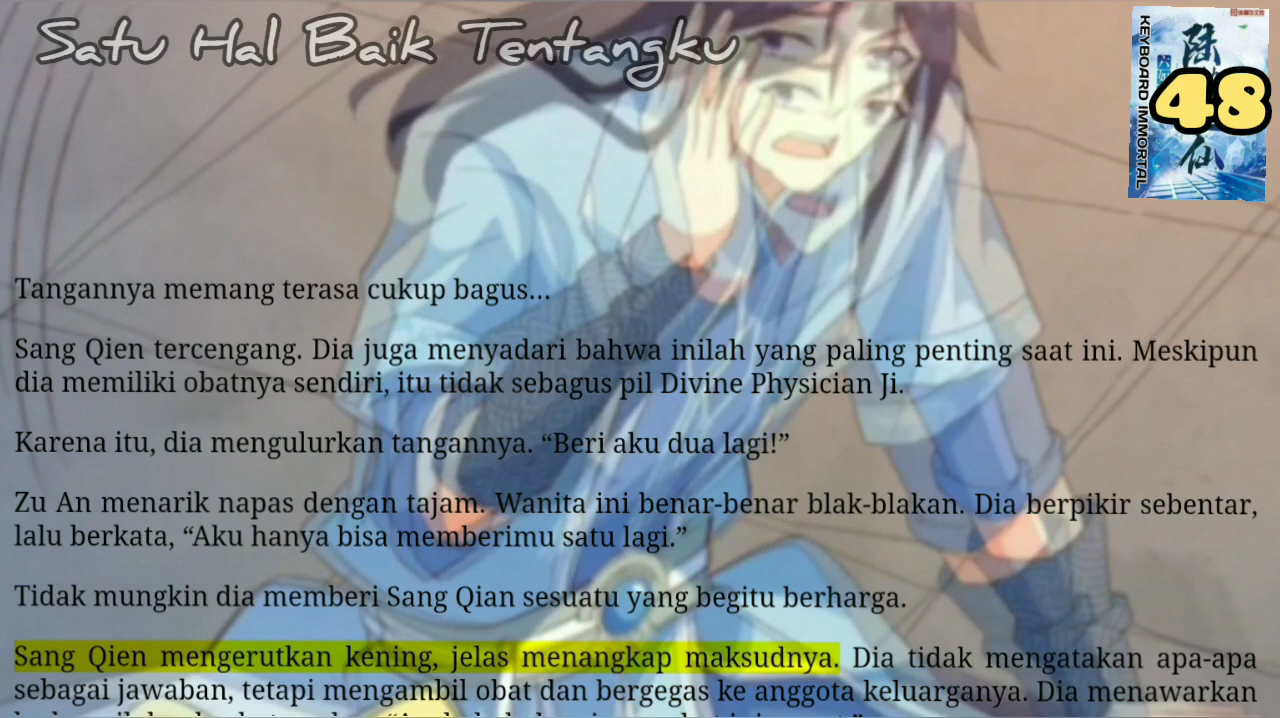 Satu Hal Baik Tentangku
KEYBOARD IMMORTAL
48
Tangannya memang terasa cukup bagus...
Sang Qien tercengang. Dia juga menyadari bahwa inilah yang paling penting saat ini. Meskipun
dia memiliki obatnya sendiri, itu tidak sebagus pil Divine Physician Ji.
Karena itu, dia mengulurkan tangannya. “Beri aku dua lagi!”
Zu An menarik napas dengan tajam. Wanita ini benar-benar blak-blakan. Dia berpikir sebentar,
lalu berkata, “Aku hanya bisa memberimu satu lagi.”
Tidak mungkin dia memberi Sang Qian sesuatu yang begitu berharga.
Sang Qien mengerutkan kening, jelas menangkap maksudnya. Dia tidak mengatakan apa-apa
sebagai jawaban, tetapi mengambil obat dan bergegas ke anggota keluarganya. Dia menawarkan